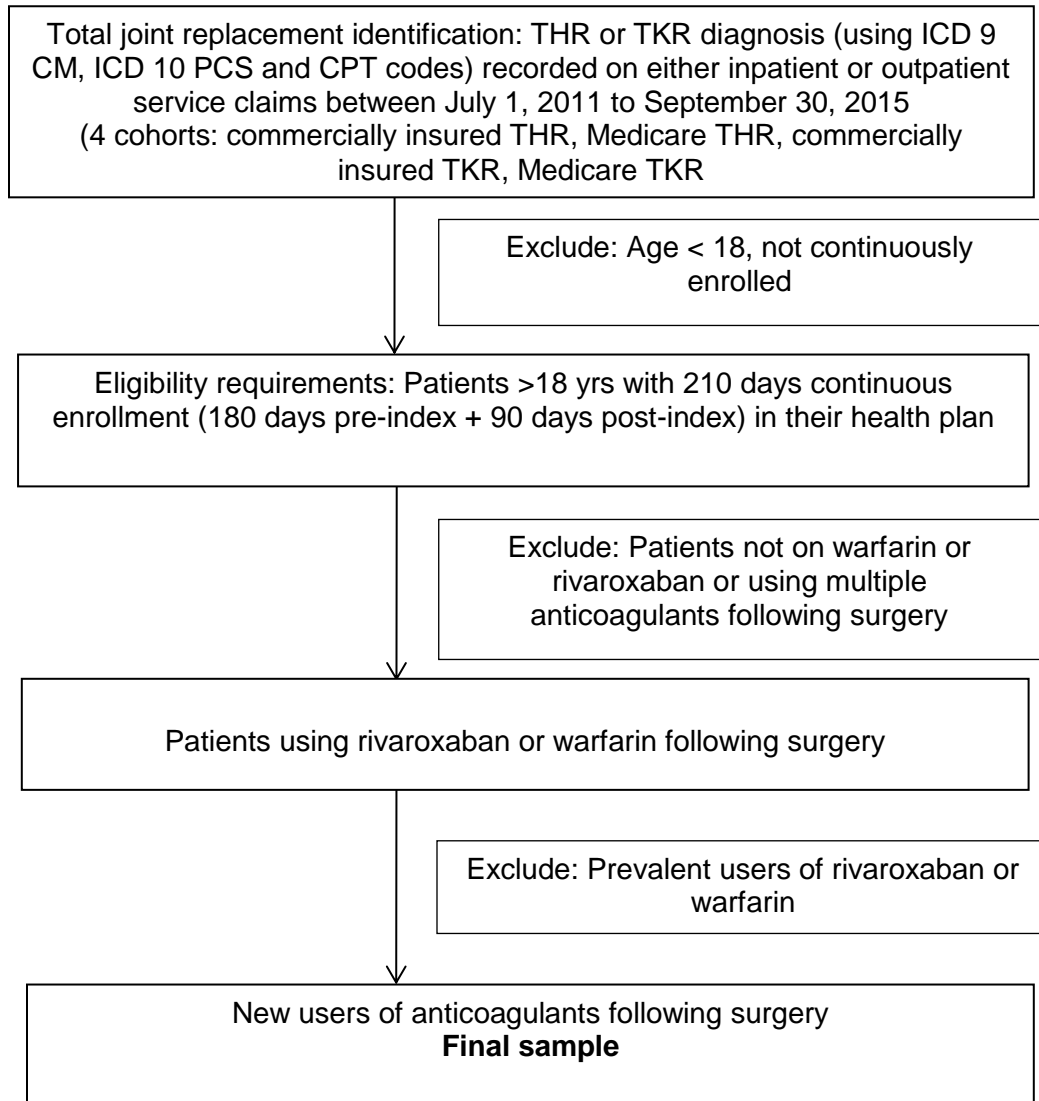 Total joint replacement identification: THR or TKR diagnosis (using ICD 9
CM, ICD 10 PCS and CPT codes) recorded on either inpatient or outpatient
service claims between July 1, 2011 to September 30, 2015
(4 cohorts: commercially insured THR, Medicare THR, commercially
insured TKR, Medicare TKR
Exclude: Age < 18, not continuously
enrolled
Eligibility requirements: Patients >18 yrs with 210 days continuous
enrollment (180 days pre-index + 90 days post-index) in their health plan
Exclude: Patients not on warfarin or
rivaroxaban or using multiple
anticoagulants following surgery
Patients using rivaroxaban or warfarin following surgery
Exclude: Prevalent users of rivaroxaban or
warfarin
New users of anticoagulants following surgery
Final sample